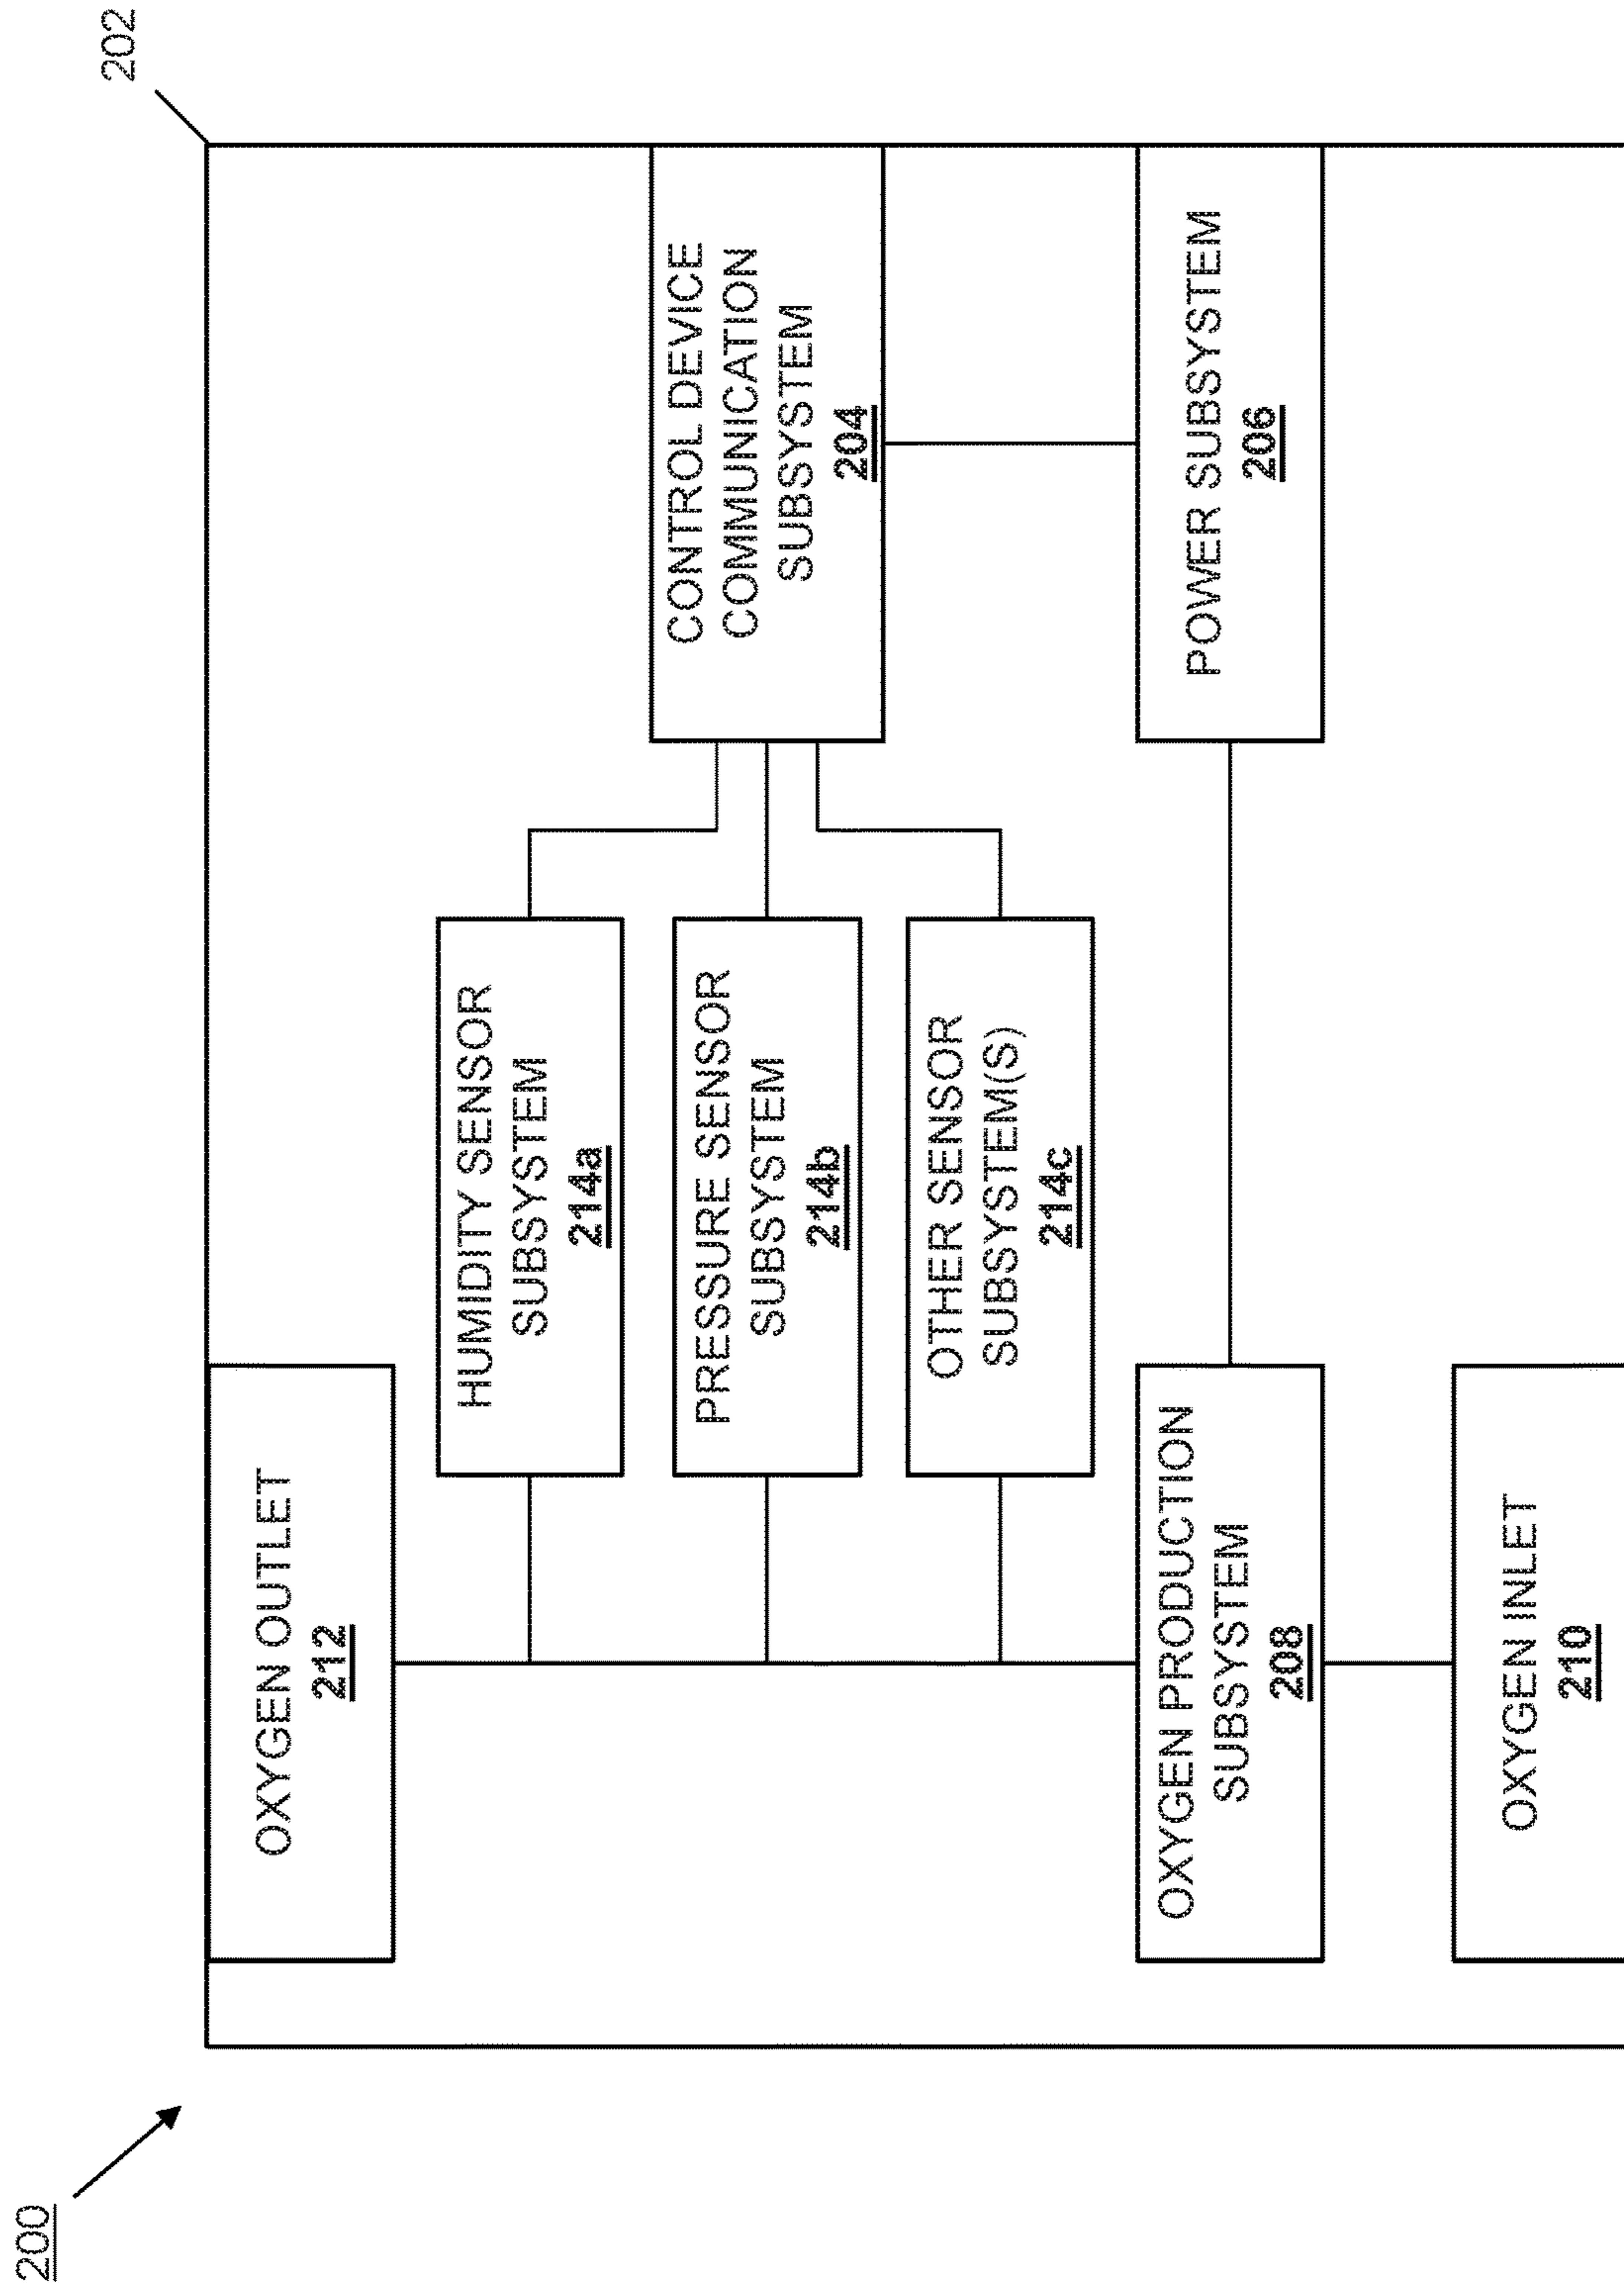 200
202
OXYGEN OUTLET
212
HUMIDITY SENSOR
SUBSYSTEM
214a
PRESSURE SENSOR
SUBSYSTEM
214b
OTHER SENSOR
SUBSYSTEM(S)
214c
CONTROL DEVICE
COMMUNICATION
SUBSYSTEM
204
OXYGEN PRODUCTION
SUBSYSTEM
208
POWER SUBSYSTEM
206
OXYGEN INLET
210